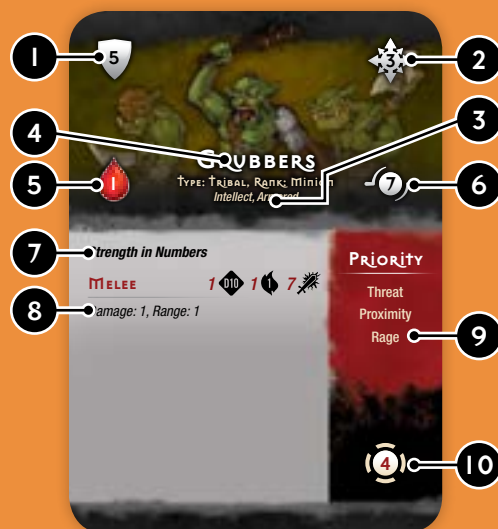 1
5
3
2
3
4
GRUBBERS
Type: Tribal, Rank: Minion
Intellect, Armored
5
1
7
6
7
Strength in Numbers
MELEE 1 D10 1 1 7
8
Damage: 1, Range: 1
PRIORITY
Threat
Proximity
Rage
9
4
10